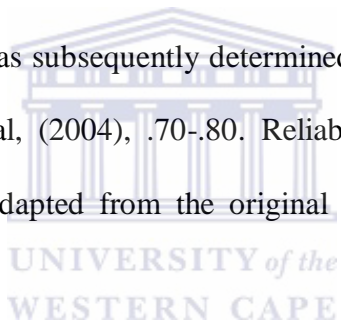 as subsequently determined
al, (2004), .70-.80. Reliab
dapted from the original
UNIVERSITY of the
WESTERN CAPE